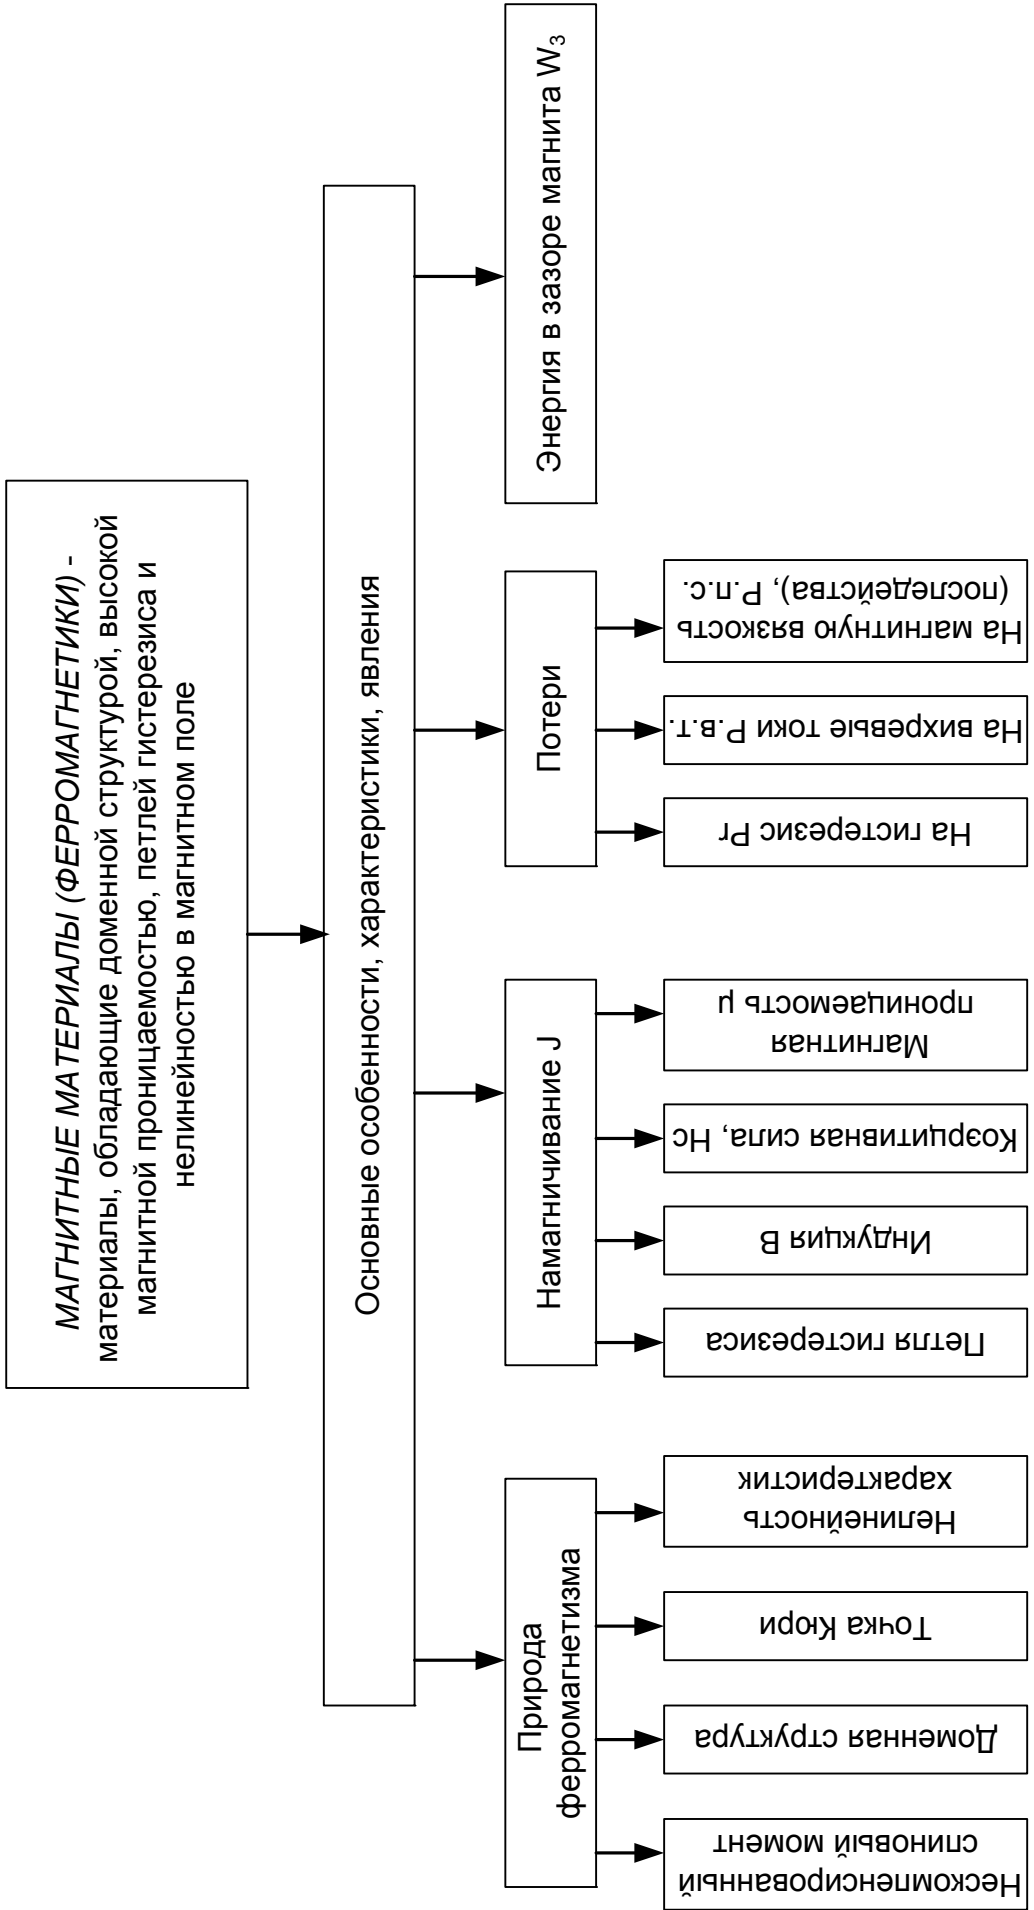 МАГНИТНЫЕ МАТЕРИАЛЫ (ФЕРРОМАГНЕТИКИ) -
материалы, обладающие доменной структурой, высокой
магнитной проницаемостью, петлей гистерезиса и
нелинейностью в магнитном поле
Основные особенности, характеристики, явления
Природа
ферромагнетизма
Намагничивание J
Потери
Энергия в зазоре магнита W₃
Нескомпенсированный
спиновый момент
Доменная структура
Точка Кюри
Нелинейность
характеристик
Петля гистерезиса
Индукция В
Коэрцитивная сила, Нс
Магнитная
проницаемость μ
На гистерезис Рг
На вихревые токи Р.в.т.
На магнитную вязкость
(последейства), Р.п.с.